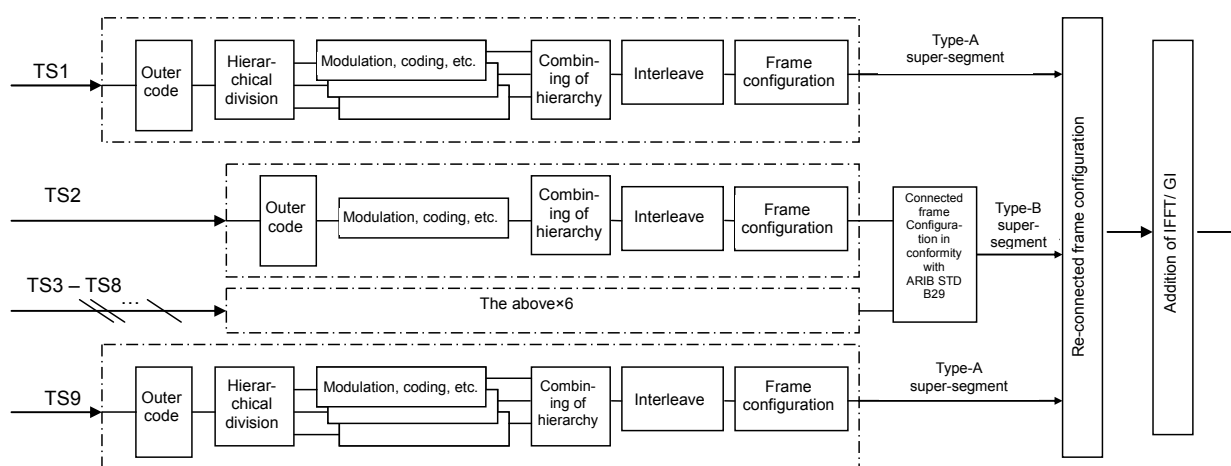 TS1
Outer
code
Hierar-
chical
division
Modulation, coding, etc.
Combin-
ing of
hierarchy
Interleave
Frame
configuration
Type-A
super-segment
TS2
Outer
code
Modulation, coding, etc.
Combin-
ing of
hierarchy
Interleave
Frame
configuration
Connected
frame
Configura-
tion in
conformity
with
ARIB STD
B29
Type-B
super-
segment
TS3 – TS8
...
The above×6
TS9
Outer
code
Hierar-
chical
division
Modulation, coding, etc.
Combin-
ing of
hierarchy
Interleave
Frame
configuration
Type-A
super-segment
Re-connected frame configuration
Addition of IFFT/ GI